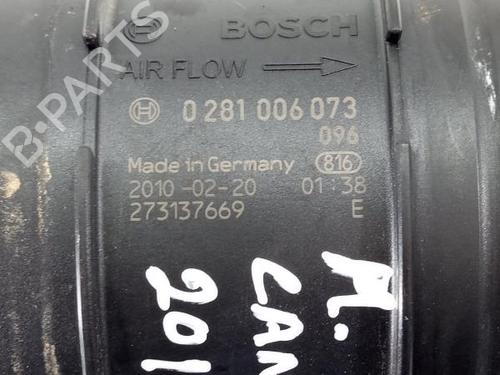 B-PARTS
BOSCH
AIR FLOW
0 281 006 073
096
Made in Germany 816
2010-02-20 01:38
273137669 E
M.
201